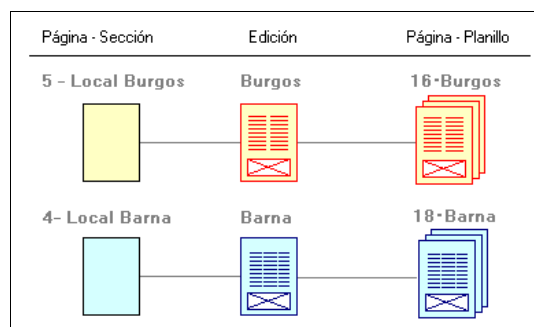 Página - Sección Edición Página - Planillo
5 - Local Burgos Burgos 16·Burgos
4- Local Barna Barna 18·Barna